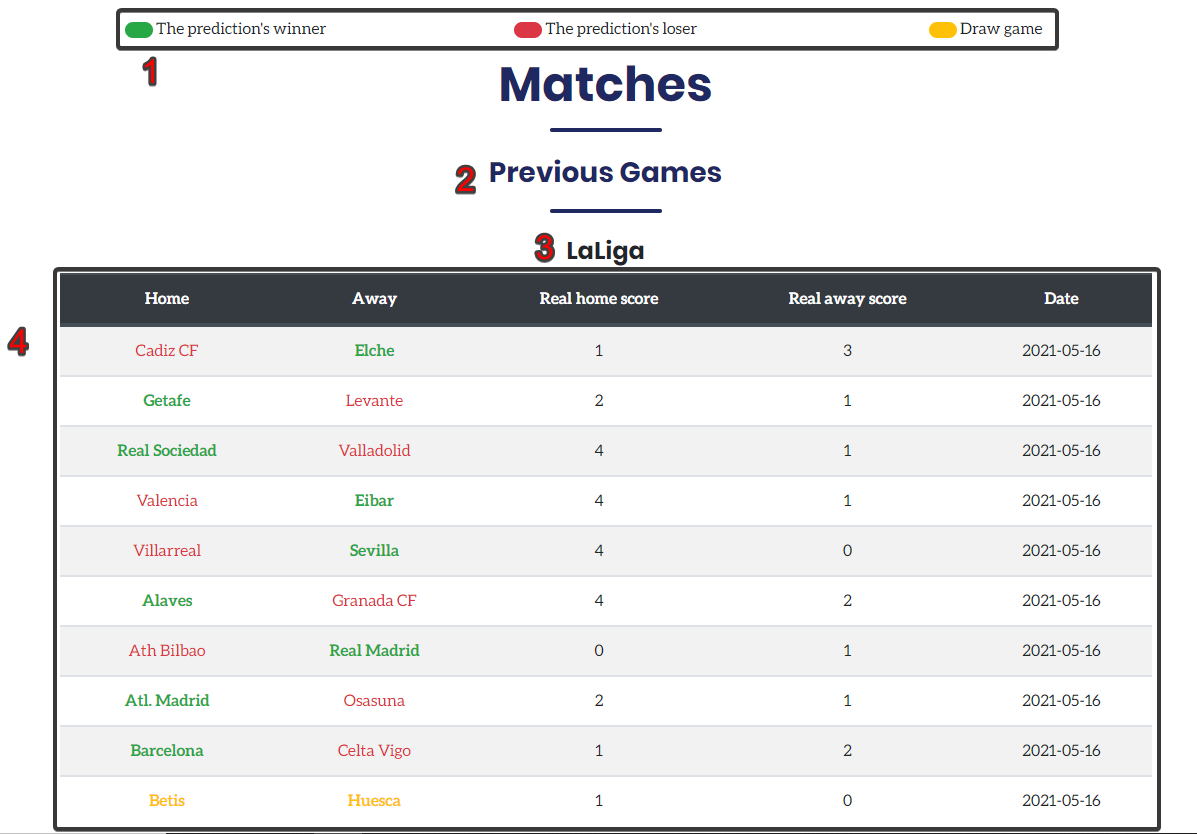 The prediction's winner The prediction's loser Draw game
1
Matches
2 Previous Games
3 LaLiga
4
Home Away Real home score Real away score Date
Cadiz CF Elche 1 3 2021-05-16
Getafe Levante 2 1 2021-05-16
Real Sociedad Valladolid 4 1 2021-05-16
Valencia Eibar 4 1 2021-05-16
Villarreal Sevilla 4 0 2021-05-16
Alaves Granada CF 4 2 2021-05-16
Ath Bilbao Real Madrid 0 1 2021-05-16
Atl. Madrid Osasuna 2 1 2021-05-16
Barcelona Celta Vigo 1 2 2021-05-16
Betis Huesca 1 0 2021-05-16